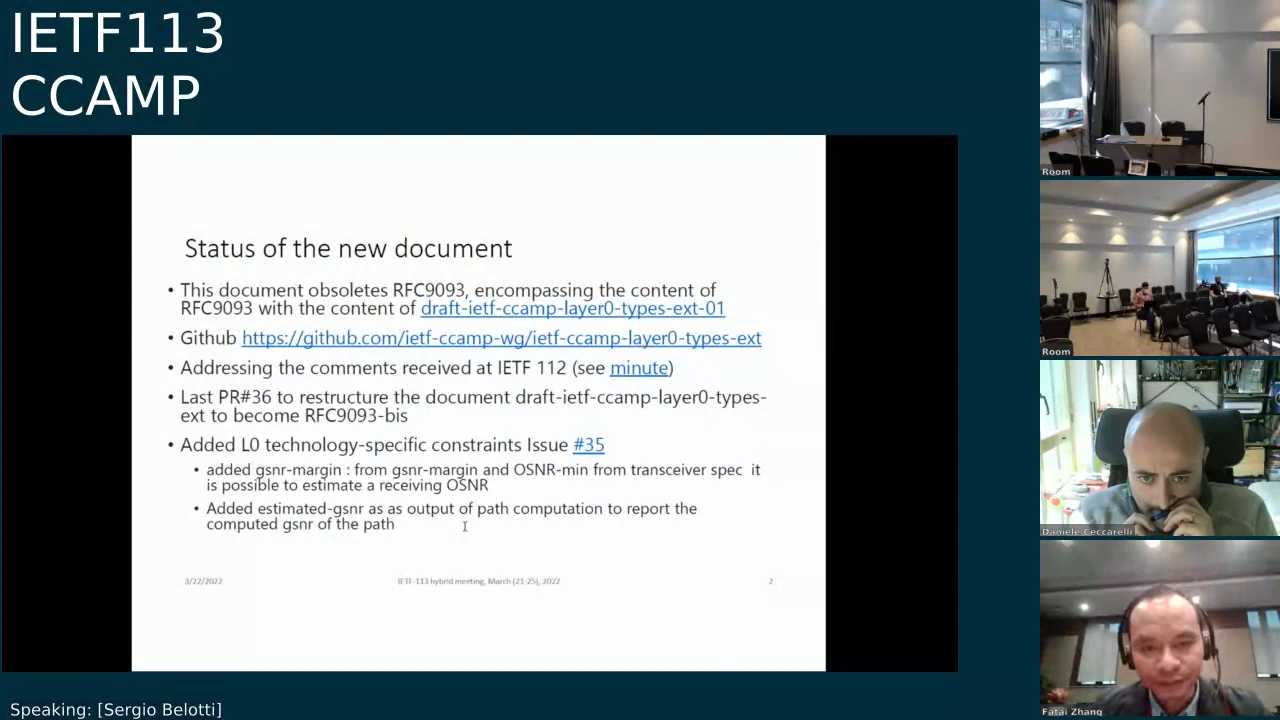 IETF113
CCAMP
Status of the new document
• This document obsoletes RFC9093, encompassing the content of
RFC9093 with the content of draft-ietf-ccamp-layer0-types-ext-01
• Github https://github.com/ietf-ccamp-wg/ietf-ccamp-layer0-types-ext
• Addressing the comments received at IETF 112 (see minute)
• Last PR#36 to restructure the document draft-ietf-ccamp-layer0-types-
ext to become RFC9093-bis
• Added L0 technology-specific constraints Issue #35
• added gsnr-margin : from gsnr-margin and OSNR-min from transceiver spec it
is possible to estimate a receiving OSNR
• Added estimated-gsnr as as output of path computation to report the
computed gsnr of the path
3/22/2022
IETF-113 hybrid meeting, March (21-25), 2022
2
Speaking: [Sergio Belotti]
Room
Room
Daniele Ceccarelli
Fatai Zhang